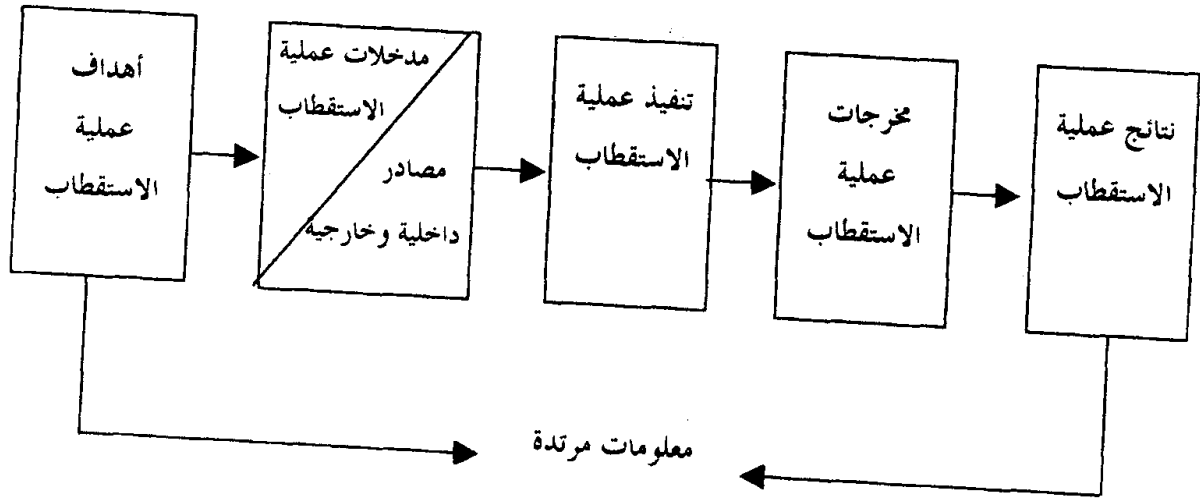 أهداف
عملية
الاستقطاب
مدخلات عملية
الاستقطاب
مصادر
داخلية وخارجية
تنفيذ عملية
الاستقطاب
مخرجات
عملية
الاستقطاب
نتائج عملية
الاستقطاب
معلومات مرتدة